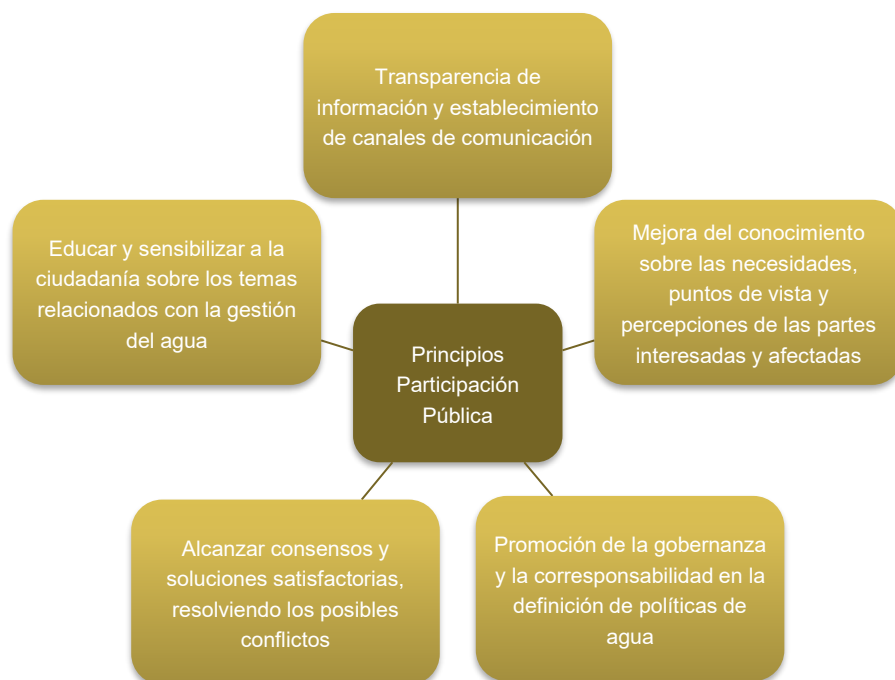 Transparencia de
información y establecimiento
de canales de comunicación
Mejora del conocimiento
sobre las necesidades,
puntos de vista y
percepciones de las partes
interesadas y afectadas
Promoción de la gobernanza
y la corresponsabilidad en la
definición de políticas de
agua
Alcanzar consensos y
soluciones satisfactorias,
resolviendo los posibles
conflictos
Educar y sensibilizar a la
ciudadanía sobre los temas
relacionados con la gestión
del agua
Principios
Participación
Pública